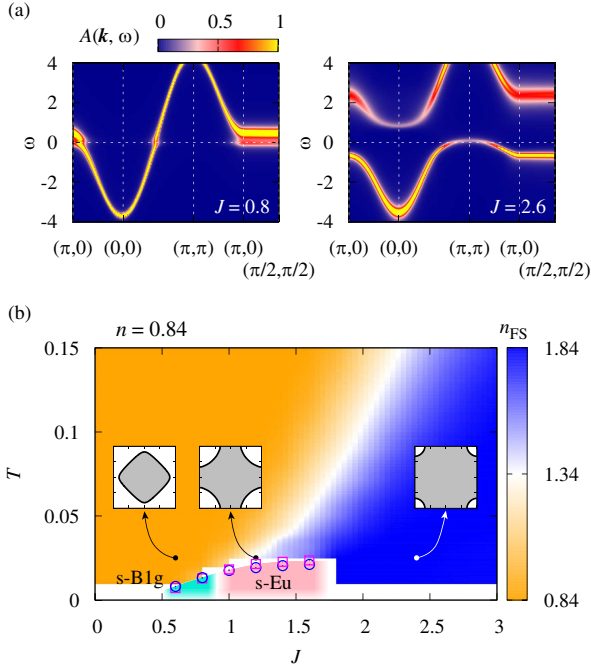 (a)
A(k, ω)
0 0.5 1
4
2
0
-2
-4
ω
J = 0.8
(π,0) (0,0) (π,π) (π,0)
(π/2,π/2)
4
2
0
-2
-4
ω
J = 2.6
(π,0) (0,0) (π,π) (π,0)
(π/2,π/2)
(b)
n = 0.84
n_FS
0.15
0.1
0.05
0
T
s-B1g
s-Eu
1.84
1.34
0.84
0 0.5 1 1.5 2 2.5 3
J